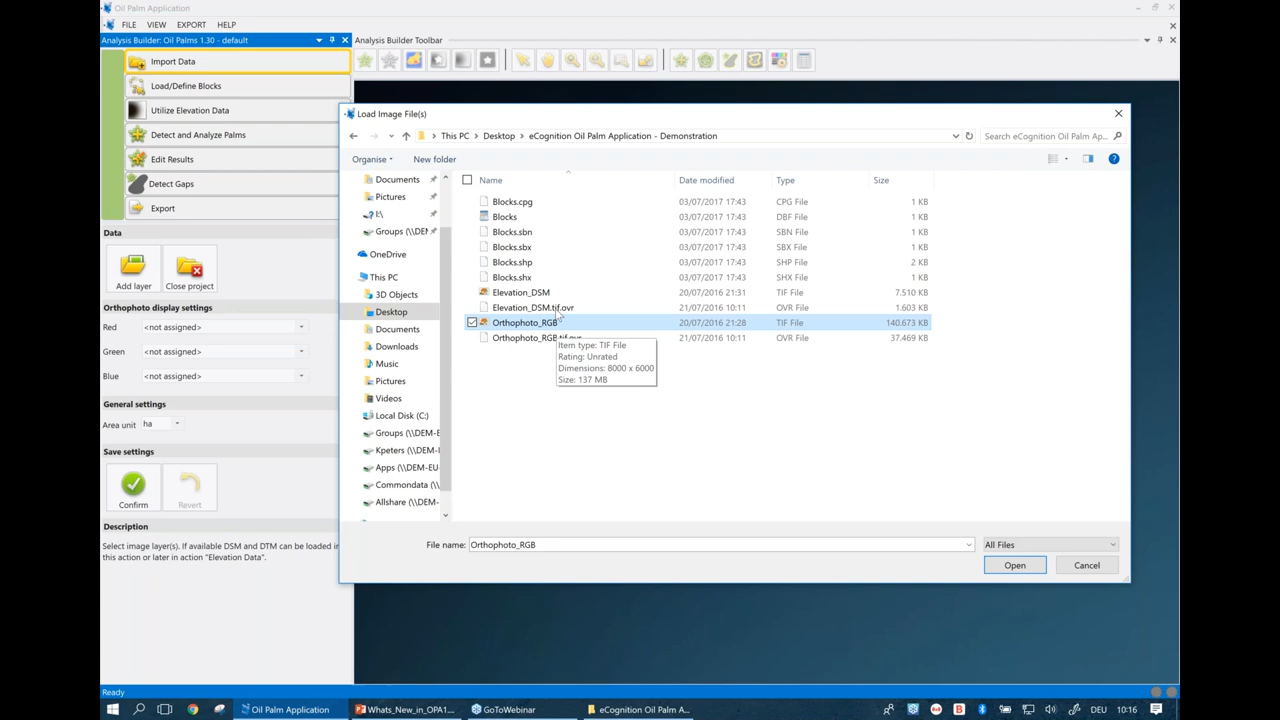 Oil Palm Application
FILE VIEW EXPORT HELP
Analysis Builder: Oil Palms 1.30 - default
Analysis Builder Toolbar
Import Data
Load/Define Blocks
Utilize Elevation Data
Detect and Analyze Palms
Edit Results
Detect Gaps
Export
Data
Add layer Close project
Orthophoto display settings
Red <not assigned>
Green <not assigned>
Blue <not assigned>
General settings
Area unit ha
Save settings
Confirm Revert
Description
Select image layer(s). If available DSM and DTM can be loaded in
this action or later in action "Elevation Data".
Load Image File(s)
This PC Desktop eCognition Oil Palm Application - Demonstration
Search eCognition Oil Palm Ap...
Organise New folder
Documents
Pictures
I:\
Groups (\\DEM
OneDrive
This PC
3D Objects
Desktop
Documents
Downloads
Music
Pictures
Videos
Local Disk (C:)
Groups (\\DEM-E
Kpeters (\\DEM-
Apps (\\DEM-EU
Commondata (\\
Allshare (\\DEM-
Name Date modified Type Size
Blocks.cpg 03/07/2017 17:43 CPG File 1 KB
Blocks 03/07/2017 17:43 DBF File 1 KB
Blocks.sbn 03/07/2017 17:43 SBN File 1 KB
Blocks.sbx 03/07/2017 17:43 SBX File 1 KB
Blocks.shp 03/07/2017 17:43 SHP File 2 KB
Blocks.shx 03/07/2017 17:43 SHX File 1 KB
Elevation_DSM 20/07/2016 21:31 TIF File 7.510 KB
Elevation_DSM.tif.ovr 21/07/2016 10:11 OVR File 1.603 KB
Orthophoto_RGB 20/07/2016 21:28 TIF File 140.673 KB
Orthophoto_RGB.tif.ovr 21/07/2016 10:11 OVR File 37.469 KB
Item type: TIF File
Rating: Unrated
Dimensions: 8000 x 6000
Size: 137 MB
File name: Orthophoto_RGB All Files
Open Cancel
Ready
Oil Palm Application Whats_New_in_OPA1... GoToWebinar eCognition Oil Palm A... DE 10:16